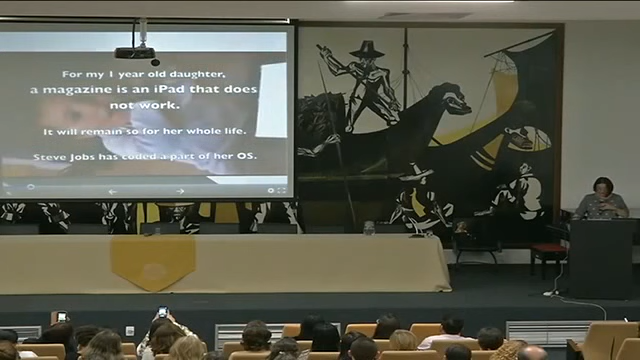 For my 1 year old daughter,
a magazine is an iPad that does
not work.
It will remain so for her whole life.
Steve Jobs has coded a part of her OS.